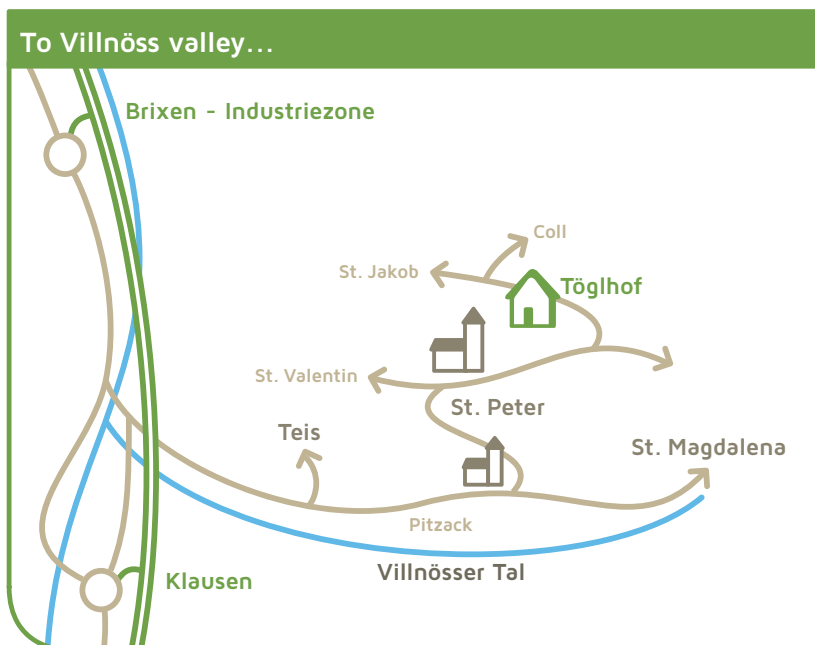 To Villnöss valley...
Brixen - Industriezone
Coll
St. Jakob
Töglhof
St. Valentin
St. Peter
Teis
St. Magdalena
Pitzack
Villnösser Tal
Klausen